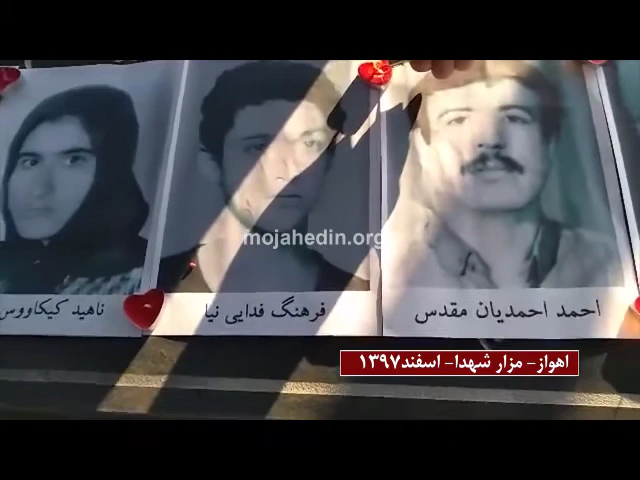 mojahedin.org
ناهید کیکاووس
فرهنگ فدایی نیا
احمد احمدیان مقدس
اهواز- مزار شهدا- اسفند۱۳۹۷